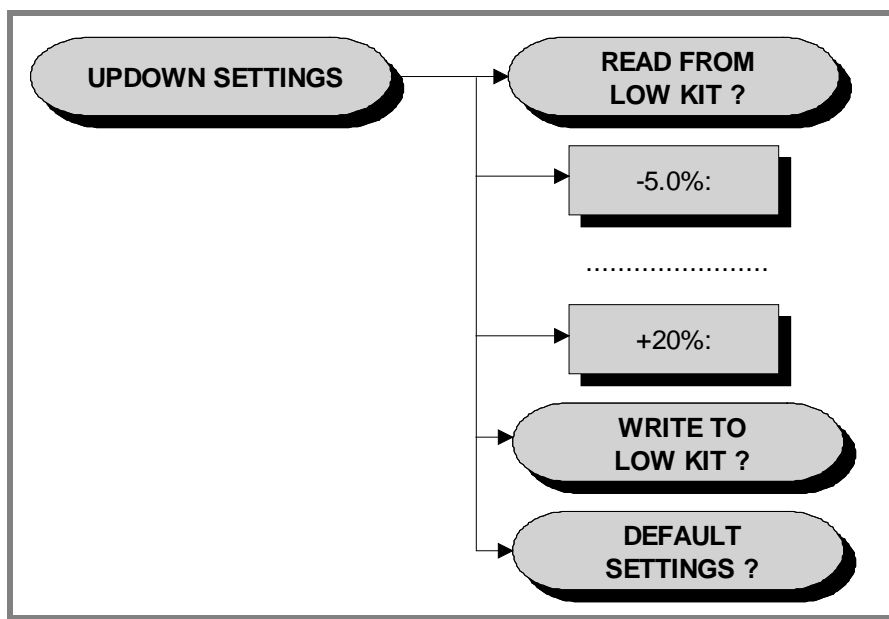 UPDOWN SETTINGS
READ FROM
LOW KIT ?
-5.0%:
.......................
+20%:
WRITE TO
LOW KIT ?
DEFAULT
SETTINGS ?